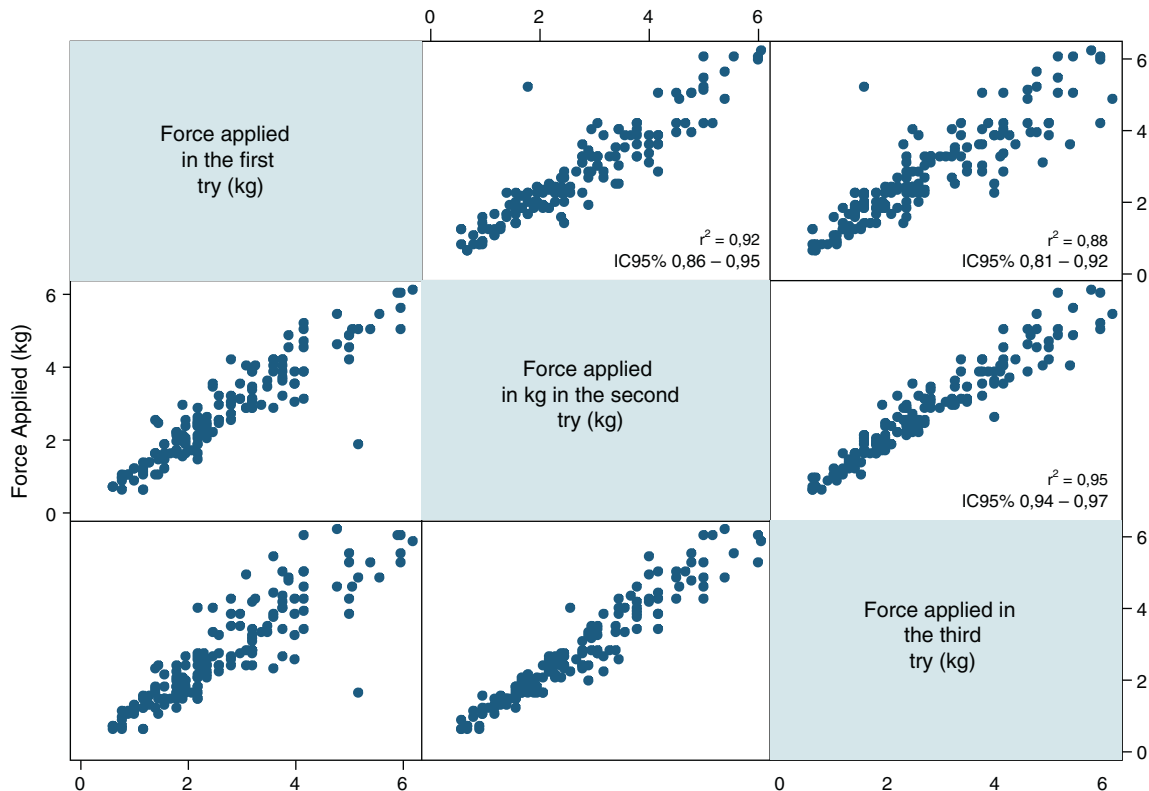 0 2 4 6
Force applied
in the first
try (kg)
r² = 0,92
IC95% 0,86 – 0,95
r² = 0,88
IC95% 0,81 – 0,92
6
4
2
0
Force Applied (kg)
6
4
2
0
Force applied
in kg in the second
try (kg)
r² = 0,95
IC95% 0,94 – 0,97
Force applied in
the third
try (kg)
6
4
2
0
0 2 4 6 0 2 4 6